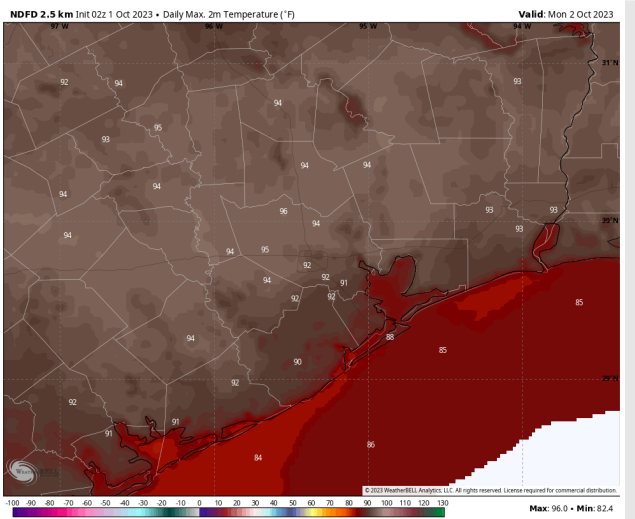 NDFD 2.5 km Init 02z 1 Oct 2023 • Daily Max. 2m Temperature (°F) Valid: Mon 2 Oct 2023
97°W 96°W 95°W 94°W
31°N
92 94 93
94
95
93
94 94
94 94
96 93 93
94 93
94
94 95
92
94 92 91
92 92 85
88
94 85
90
92
29°N
92
91
91
86
84
WeatherBELL
© 2023 WeatherBELL Analytics, LLC. All rights reserved. License required for commercial distribution.
-100 -90 -80 -70 -60 -50 -40 -30 -20 -10 0 10 20 30 40 50 60 70 80 90 100 110 120 130 Max: 96.0 • Min: 82.4